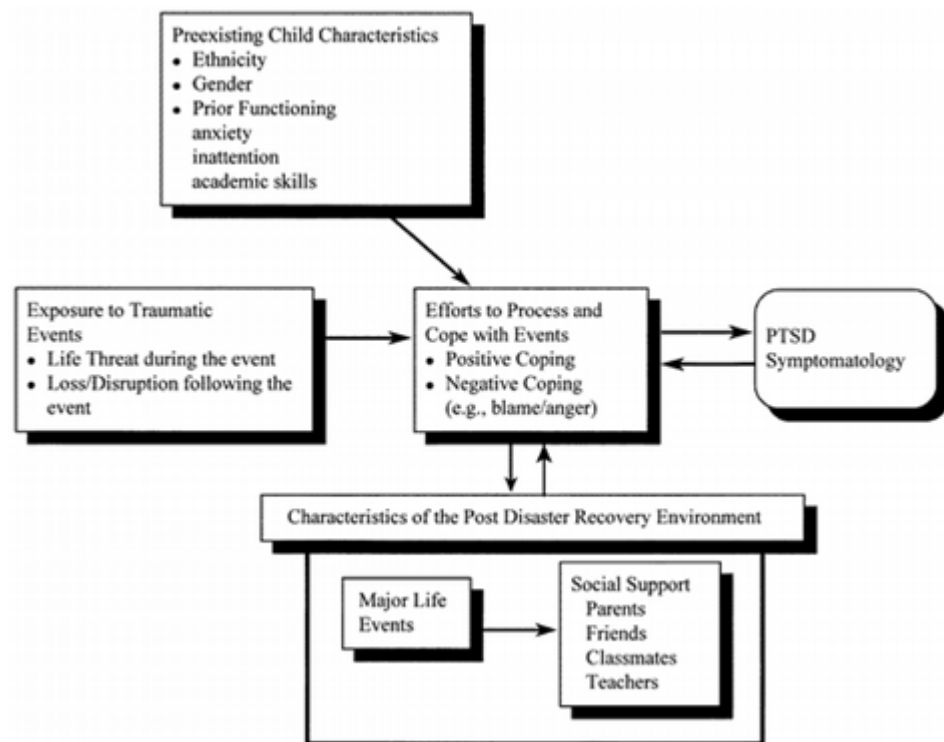 Preexisting Child Characteristics
• Ethnicity
• Gender
• Prior Functioning
anxiety
inattention
academic skills
Exposure to Traumatic
Events
• Life Threat during the event
• Loss/Disruption following the
event
Efforts to Process and
Cope with Events
• Positive Coping
• Negative Coping
(e.g., blame/anger)
PTSD
Symptomatology
Characteristics of the Post Disaster Recovery Environment
Major Life
Events
Social Support
Parents
Friends
Classmates
Teachers